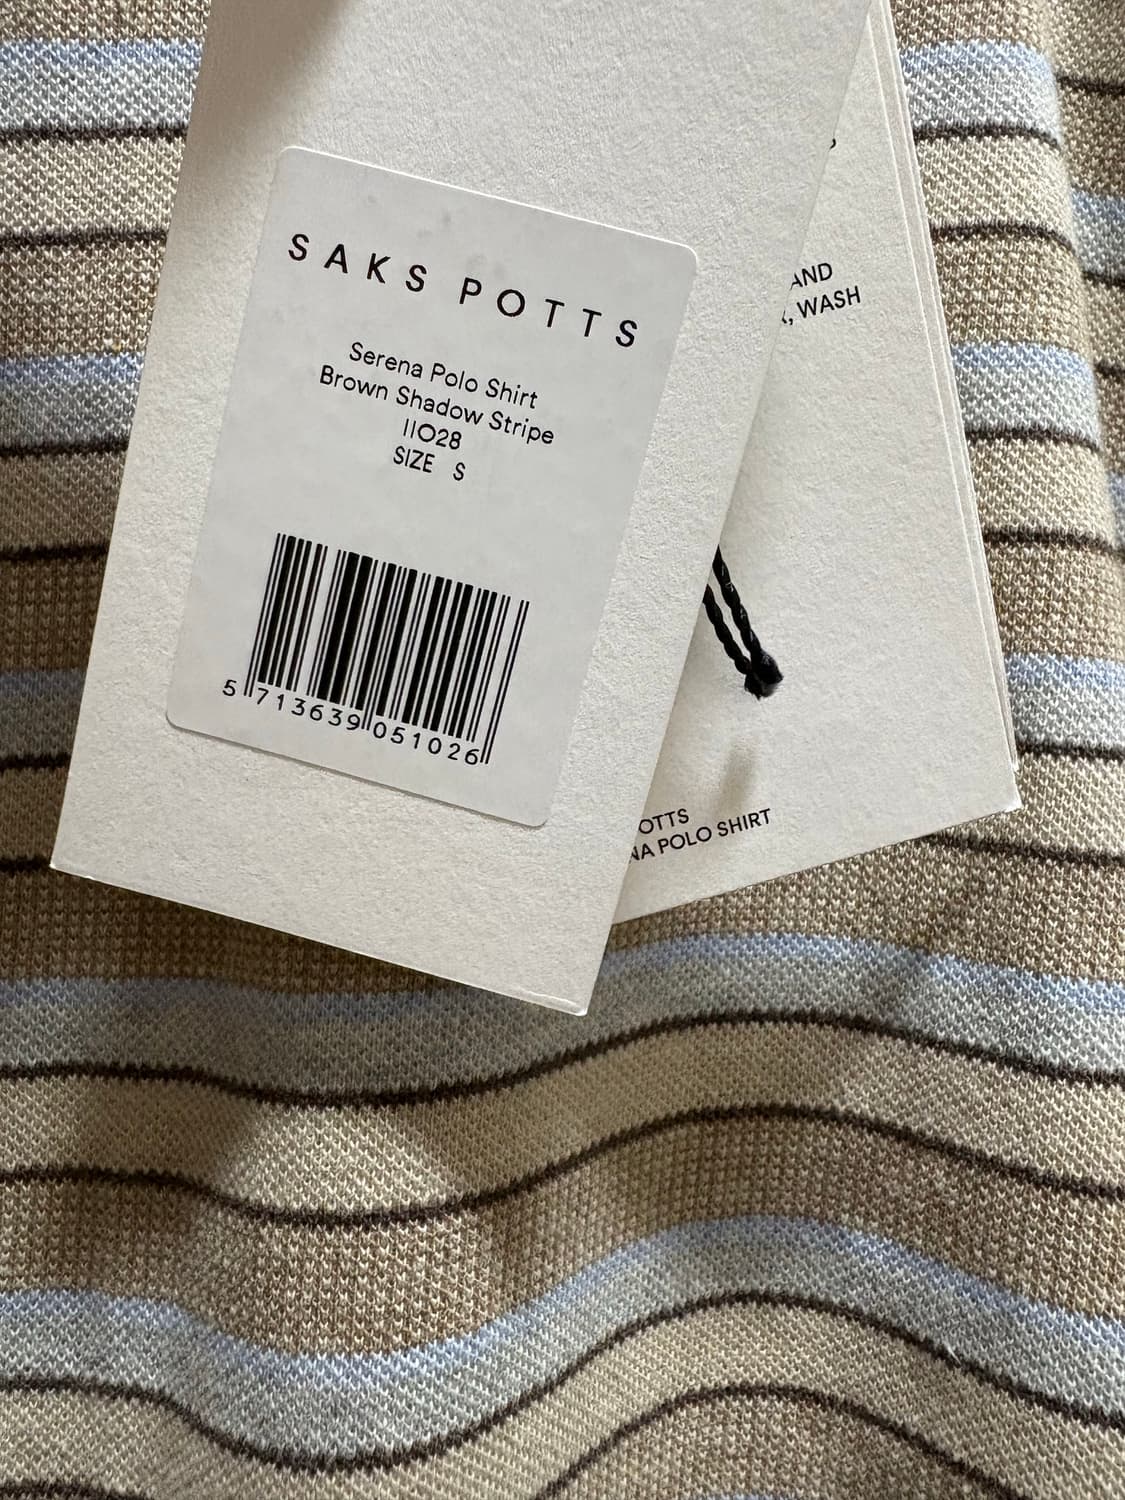 SAKS POTTS
Serena Polo Shirt
Brown Shadow Stripe
11028
SIZE S
5 713639 051026
AND
, WASH
OTTS
NA POLO SHIRT